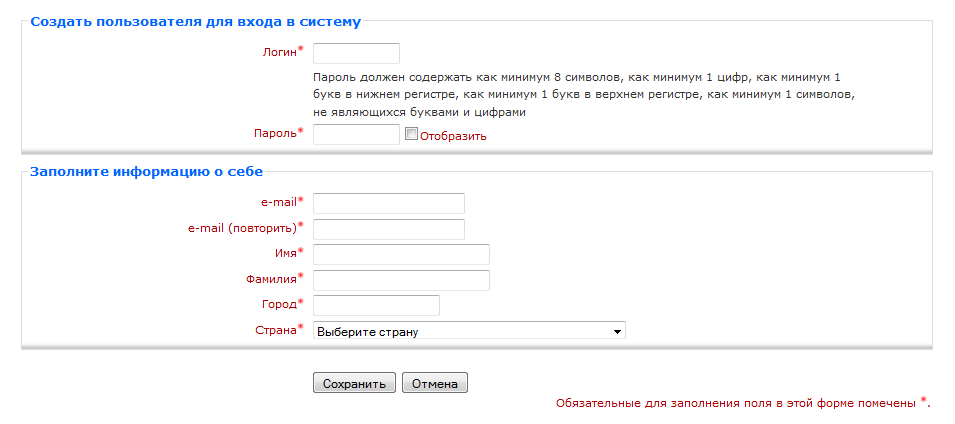 Создать пользователя для входа в систему
Логин*
Пароль должен содержать как минимум 8 символов, как минимум 1 цифр, как минимум 1
букв в нижнем регистре, как минимум 1 букв в верхнем регистре, как минимум 1 символов,
не являющихся буквами и цифрами
Пароль* Отобразить
Заполните информацию о себе
e-mail*
e-mail (повторить)*
Имя*
Фамилия*
Город*
Страна* Выберите страну
Сохранить Отмена
Обязательные для заполнения поля в этой форме помечены *.